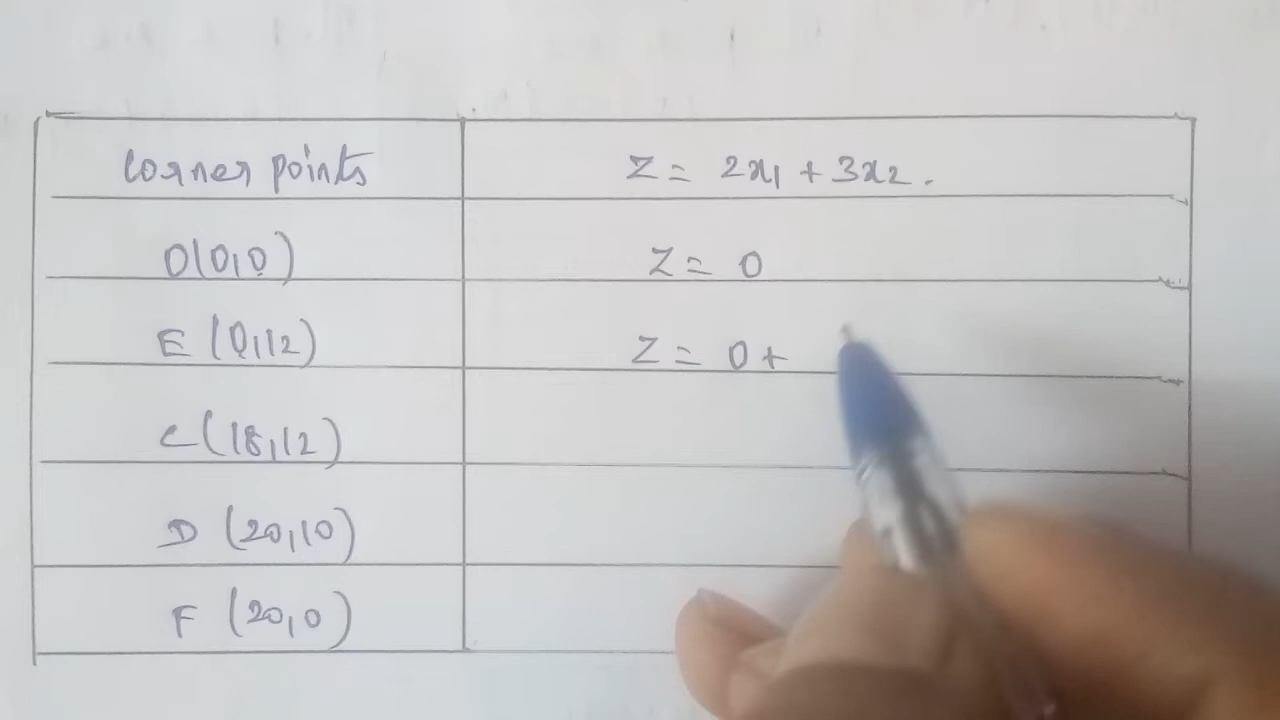 Corner points Z = 2x1 + 3x2.
O(0,0) Z = 0
E (0,12) Z = 0+
C(18,12)
D (20,10)
F (20,0)